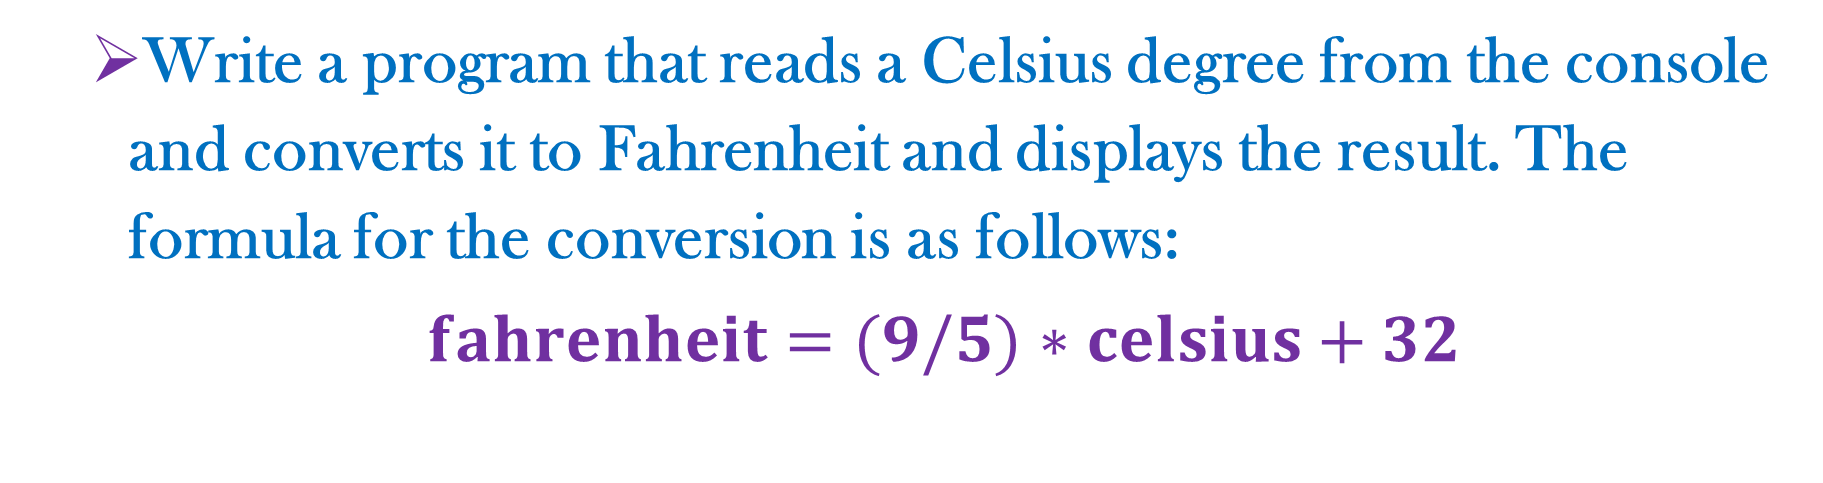 ➢Write a program that reads a Celsius degree from the console
and converts it to Fahrenheit and displays the result. The
formula for the conversion is as follows:
fahrenheit = (9/5) * celsius + 32